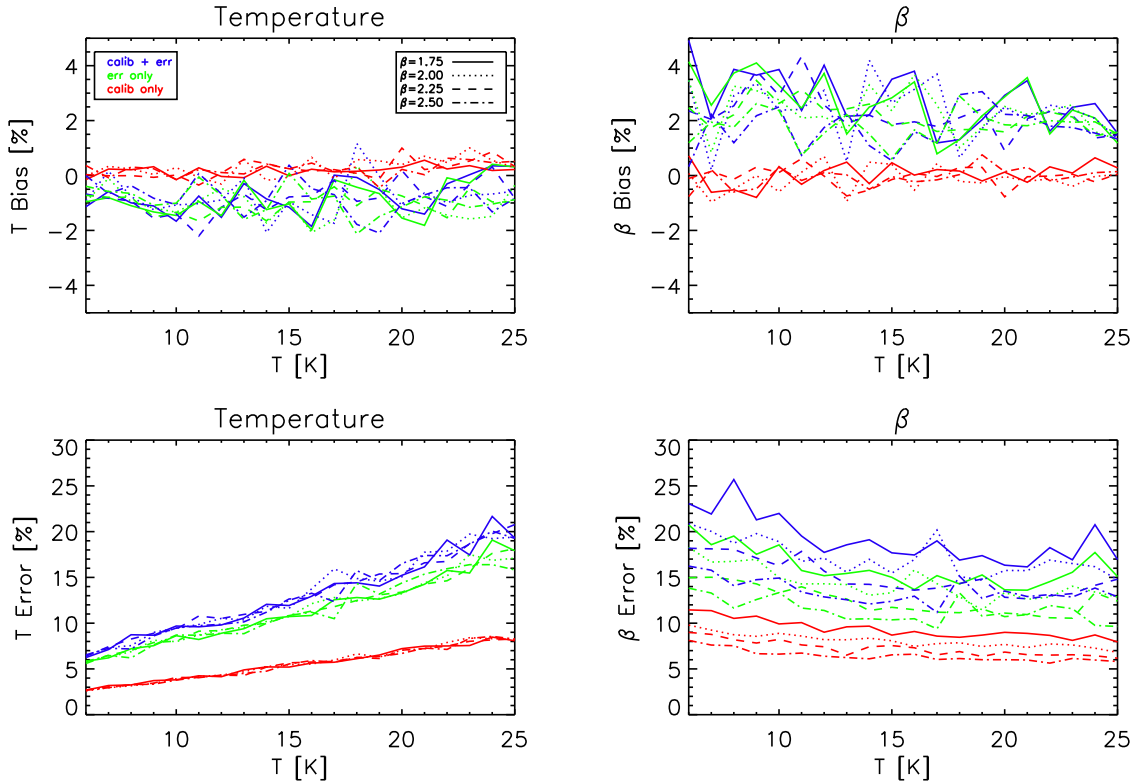 Temperature
T Bias [%]
4
2
0
−2
−4
calib + err
err only
calib only
β=1.75
β=2.00
β=2.25
β=2.50
10
15
20
25
T [K]
β
β Bias [%]
4
2
0
−2
−4
10
15
20
25
T [K]
Temperature
T Error [%]
30
25
20
15
10
5
0
10
15
20
25
T [K]
β
β Error [%]
30
25
20
15
10
5
0
10
15
20
25
T [K]